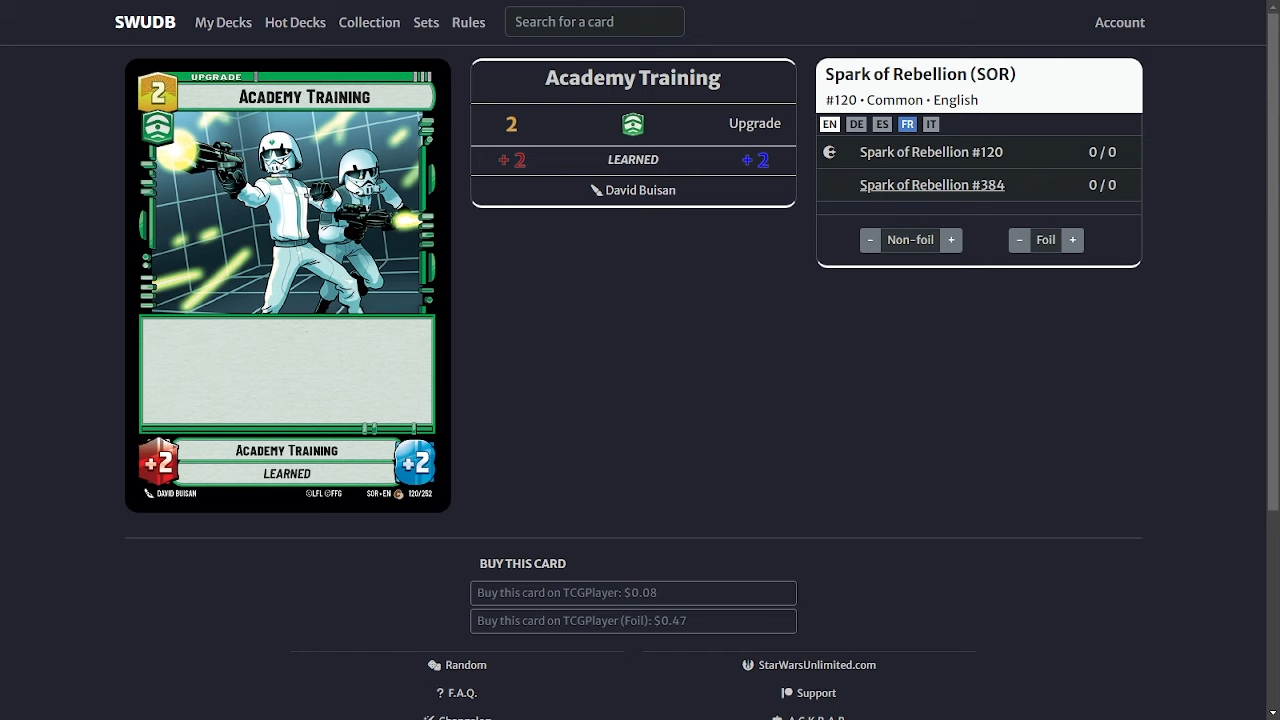 SWUDB My Decks Hot Decks Collection Sets Rules Search for a card Account
UPGRADE
2 ACADEMY TRAINING
+2 ACADEMY TRAINING +2
LEARNED
DAVID BUISAN ©LFL ©FFG SOR•EN 120/252
Academy Training
2 Upgrade
+ 2 LEARNED + 2
David Buisan
Spark of Rebellion (SOR)
#120 • Common • English
EN DE ES FR IT
Spark of Rebellion #120 0 / 0
Spark of Rebellion #384 0 / 0
- Non-foil + - Foil +
BUY THIS CARD
Buy this card on TCGPlayer: $0.08
Buy this card on TCGPlayer (Foil): $0.47
Random StarWarsUnlimited.com
? F.A.Q. Support
Changelog A.C.K.B.A.R.